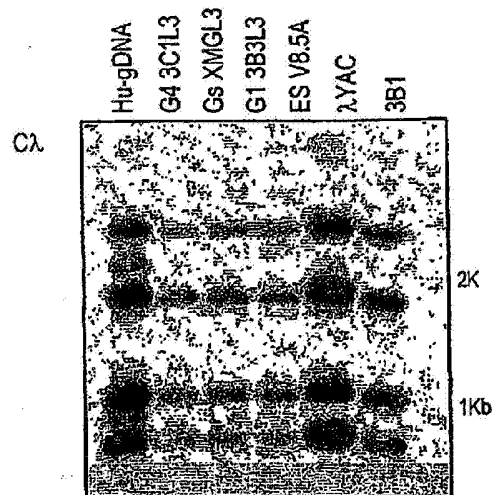 Hu-gDNA
G4 3C1L3
Gs XMGL3
G1 3B3L3
ES V8.5A
λYAC
3B1
Cλ
2K
1Kb